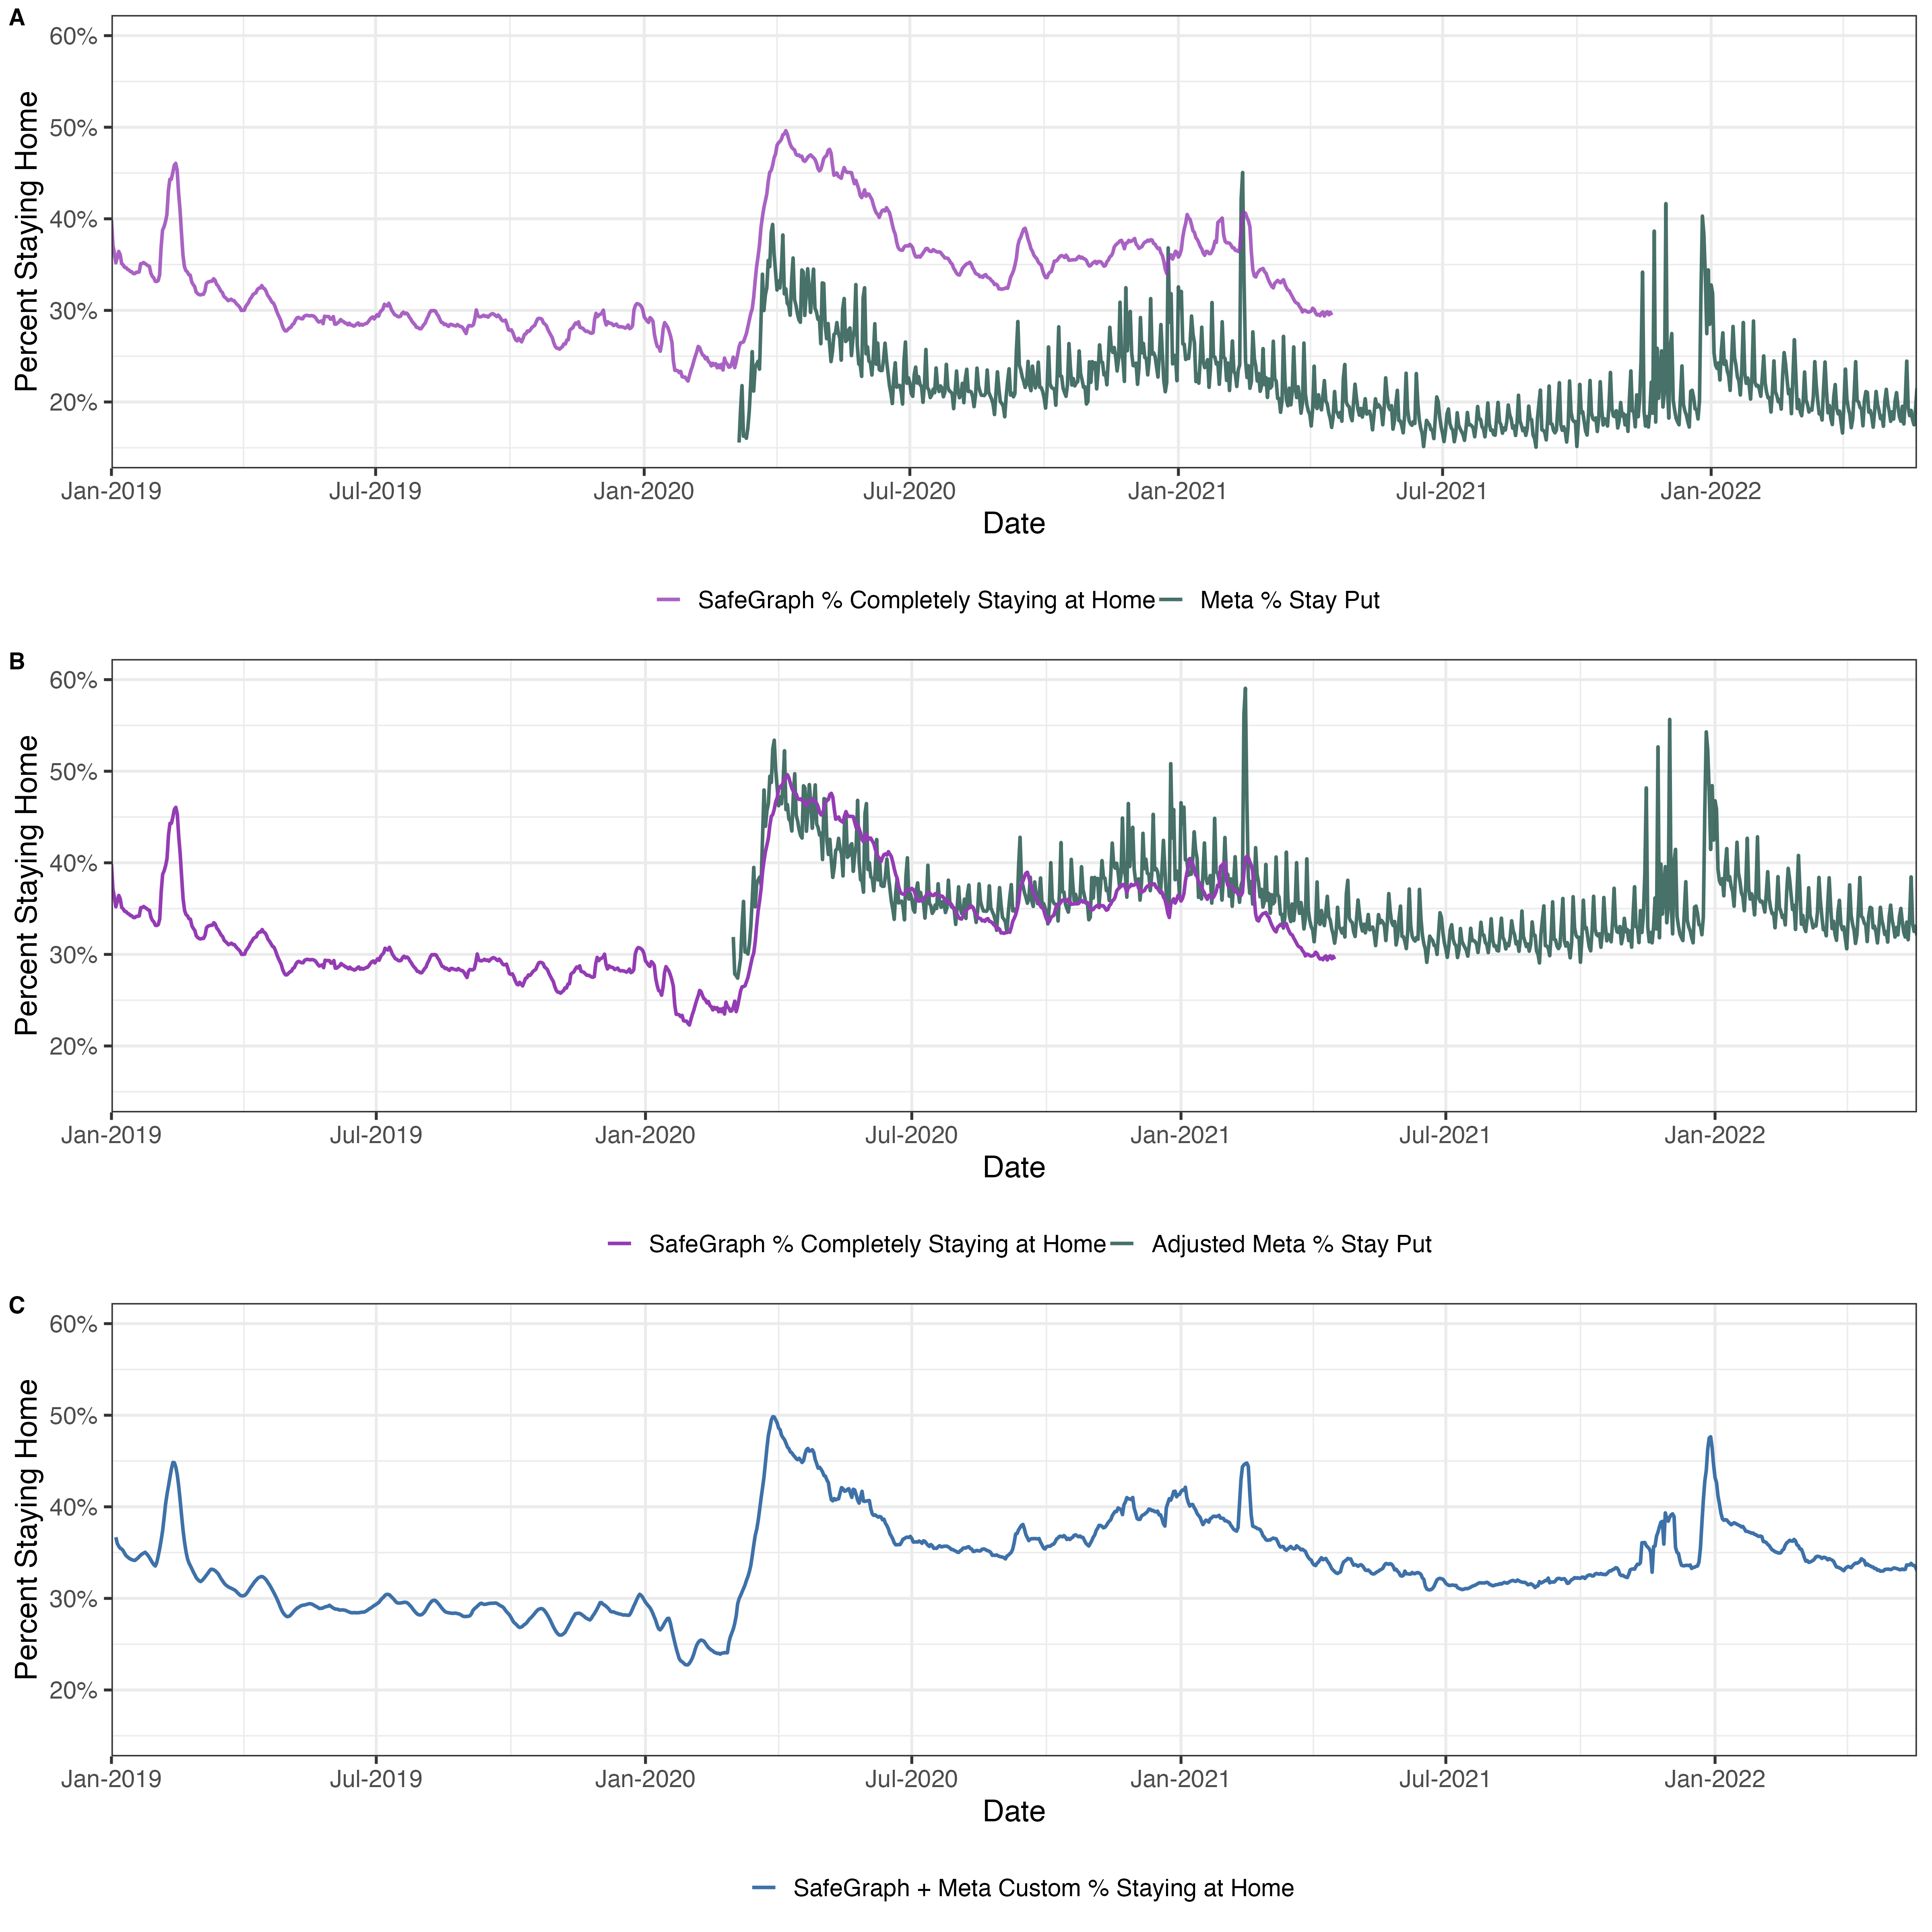 A
60%
50%
40%
30%
20%
Percent Staying Home
Jan-2019 Jul-2019 Jan-2020 Jul-2020 Jan-2021 Jul-2021 Jan-2022
Date
SafeGraph % Completely Staying at Home Meta % Stay Put
B
60%
50%
40%
30%
20%
Percent Staying Home
Jan-2019 Jul-2019 Jan-2020 Jul-2020 Jan-2021 Jul-2021 Jan-2022
Date
SafeGraph % Completely Staying at Home Adjusted Meta % Stay Put
C
60%
50%
40%
30%
20%
Percent Staying Home
Jan-2019 Jul-2019 Jan-2020 Jul-2020 Jan-2021 Jul-2021 Jan-2022
Date
SafeGraph + Meta Custom % Staying at Home